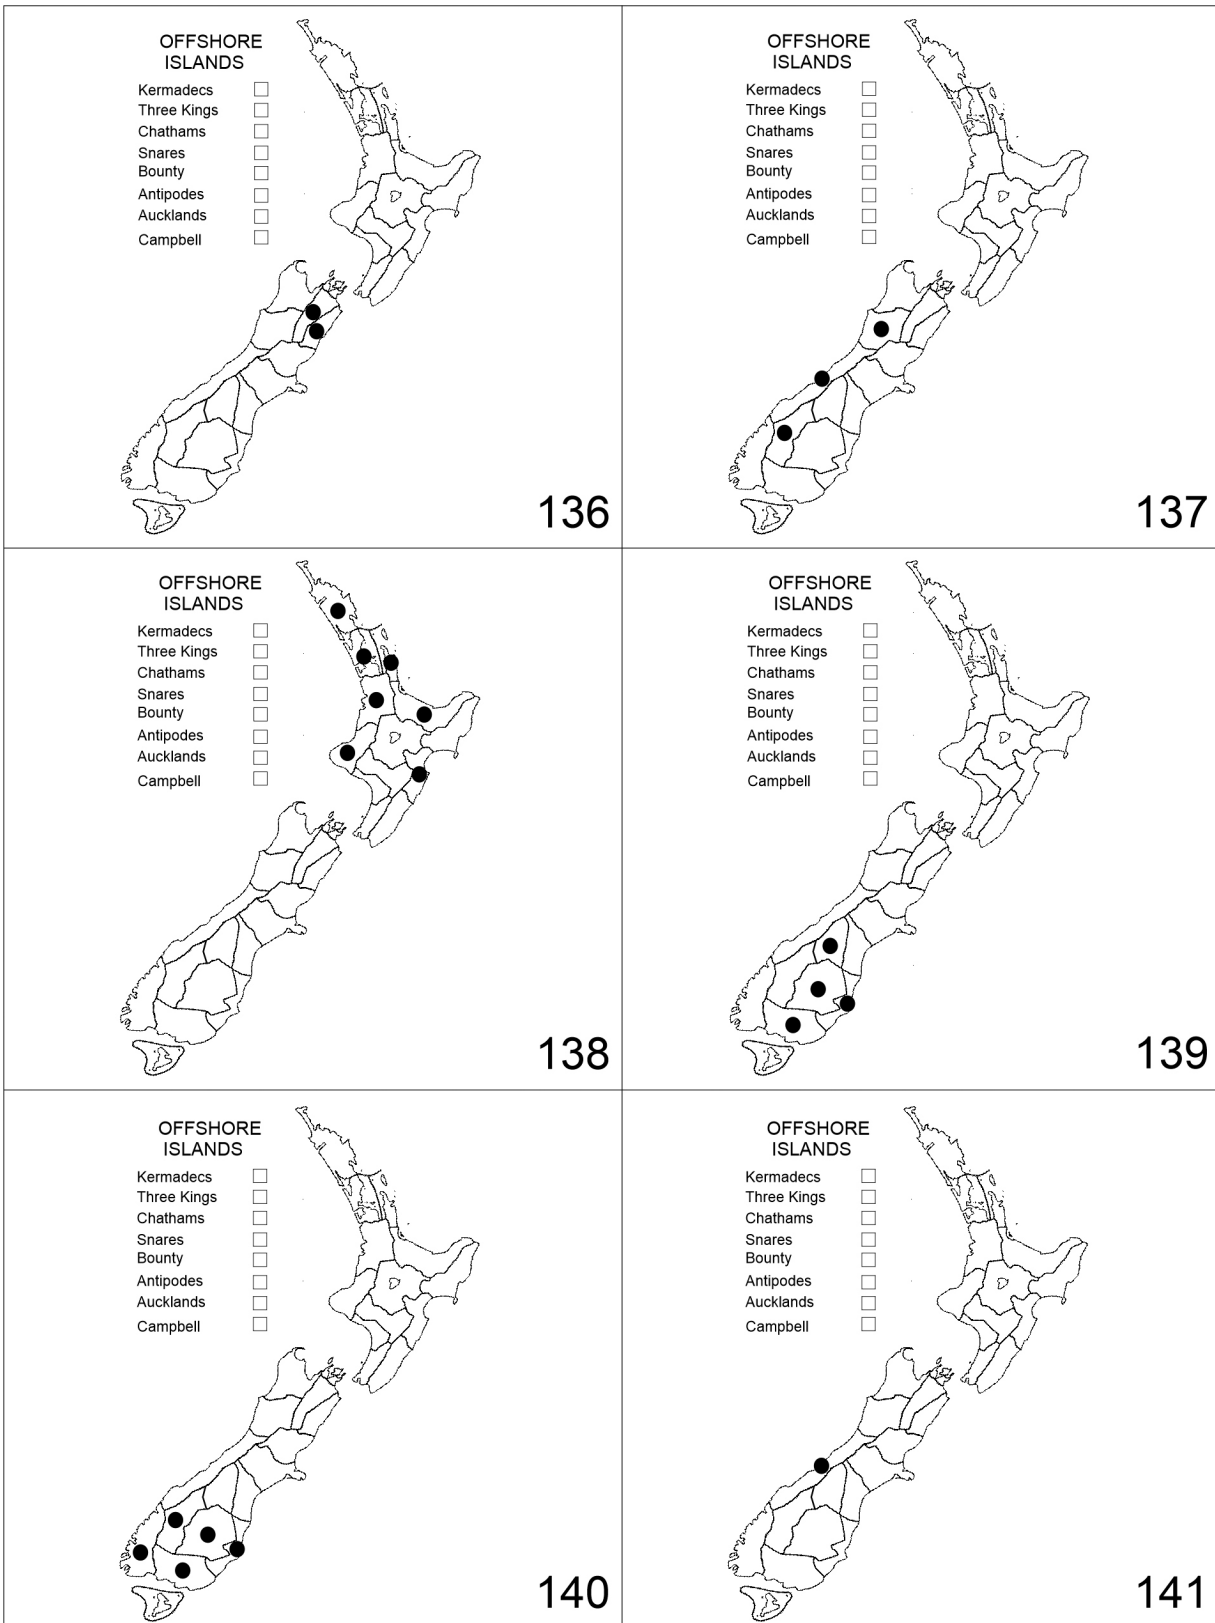 OFFSHORE
ISLANDS
Kermadecs
Three Kings
Chathams
Snares
Bounty
Antipodes
Aucklands
Campbell
136
OFFSHORE
ISLANDS
Kermadecs
Three Kings
Chathams
Snares
Bounty
Antipodes
Aucklands
Campbell
137
OFFSHORE
ISLANDS
Kermadecs
Three Kings
Chathams
Snares
Bounty
Antipodes
Aucklands
Campbell
138
OFFSHORE
ISLANDS
Kermadecs
Three Kings
Chathams
Snares
Bounty
Antipodes
Aucklands
Campbell
139
OFFSHORE
ISLANDS
Kermadecs
Three Kings
Chathams
Snares
Bounty
Antipodes
Aucklands
Campbell
140
OFFSHORE
ISLANDS
Kermadecs
Three Kings
Chathams
Snares
Bounty
Antipodes
Aucklands
Campbell
141